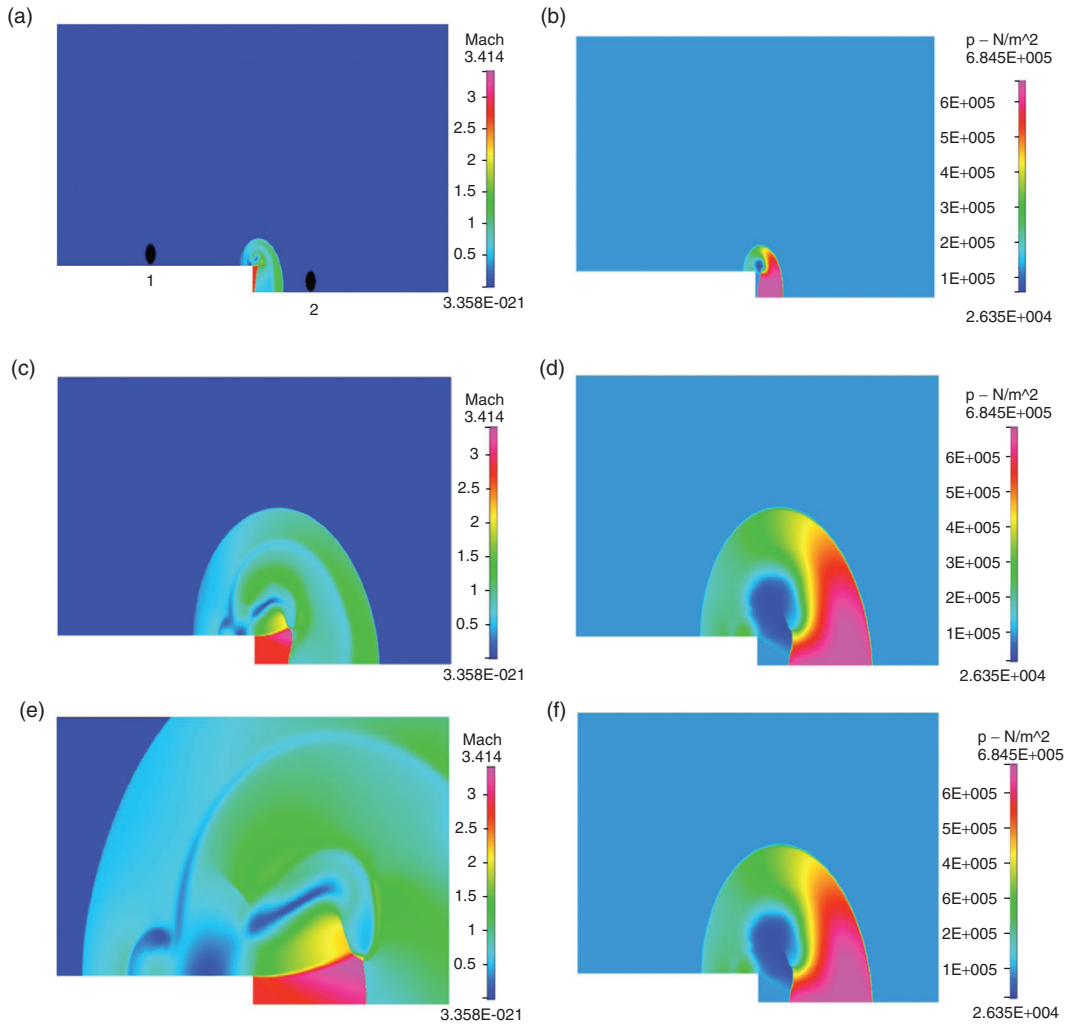 (a)
Mach
3.414
3
2.5
2
1.5
1
0.5
3.358E-021
1
2
(b)
p – N/m^2
6.845E+005
6E+005
5E+005
4E+005
3E+005
2E+005
1E+005
2.635E+004
(c)
Mach
3.414
3
2.5
2
1.5
1
0.5
3.358E-021
(d)
p – N/m^2
6.845E+005
6E+005
5E+005
4E+005
3E+005
2E+005
1E+005
2.635E+004
(e)
Mach
3.414
3
2.5
2
1.5
1
0.5
3.358E-021
(f)
p – N/m^2
6.845E+005
6E+005
5E+005
4E+005
6E+005
2E+005
1E+005
2.635E+004